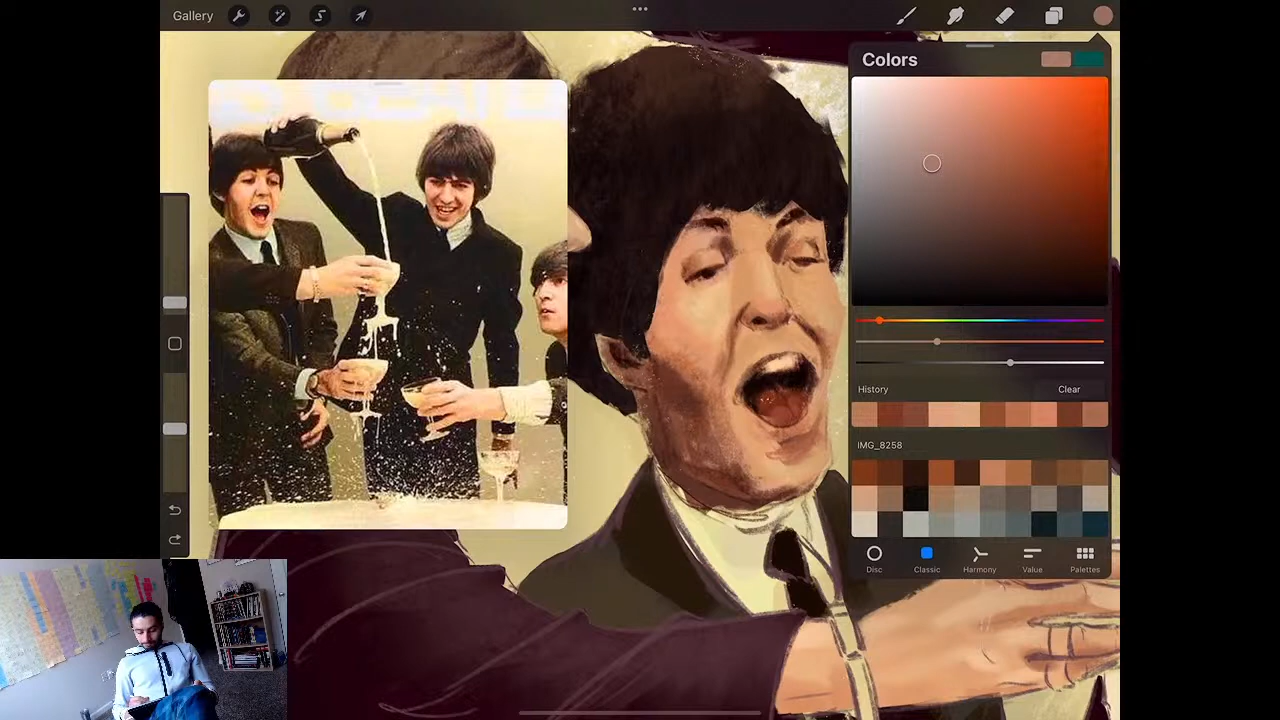 Gallery
Colors
History
Clear
IMG_8258
Disc
Classic
Harmony
Value
Palettes